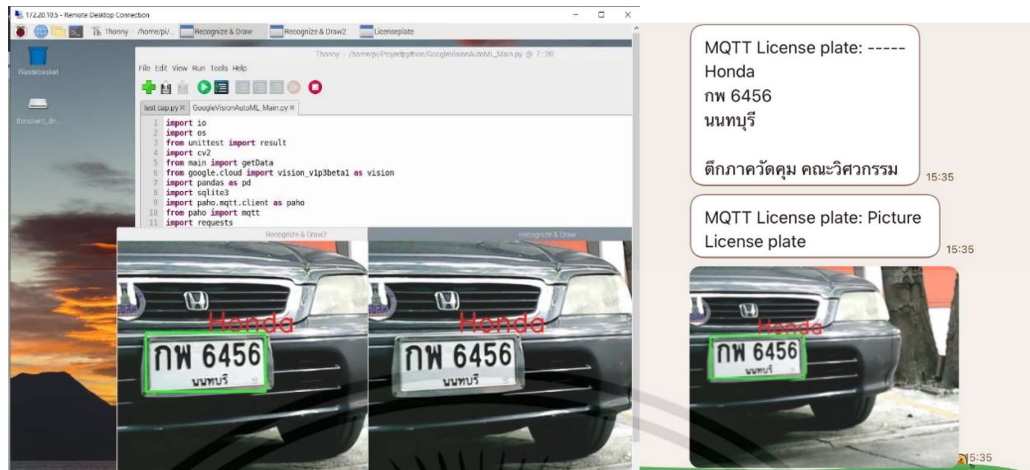 172.20.10.5 - Remote Desktop Connection
Thonny - /home/pi/...
Recognize & Draw
Recognize & Draw2
Licenseplate
Wastebasket
Thonny - /home/pi/Projectpython/GoogleVisionAutoML_Main.py @
File Edit View Run Tools Help
test cap.py
GoogleVisionAutoML_Main.py
1 import io
2 import os
3 from unittest import result
4 import cv2
5 from main import getData
6 from google.cloud import vision_v1p3beta1 as vision
7 import pandas as pd
8 import sqlite3
9 import paho.mqtt.client as paho
10 from paho import mqtt
11 import requests
Recognize & Draw2
Honda
กพ 6456
นนทบุรี
Recognize & Draw
Honda
กพ 6456
นนทบุรี
MQTT License plate: -----
Honda
กพ 6456
นนทบุรี
ตึกภาควัดคุม คณะวิศวกรรม
15:35
MQTT License plate: Picture
License plate
15:35
Honda
กพ 6456
นนทบุรี
15:35